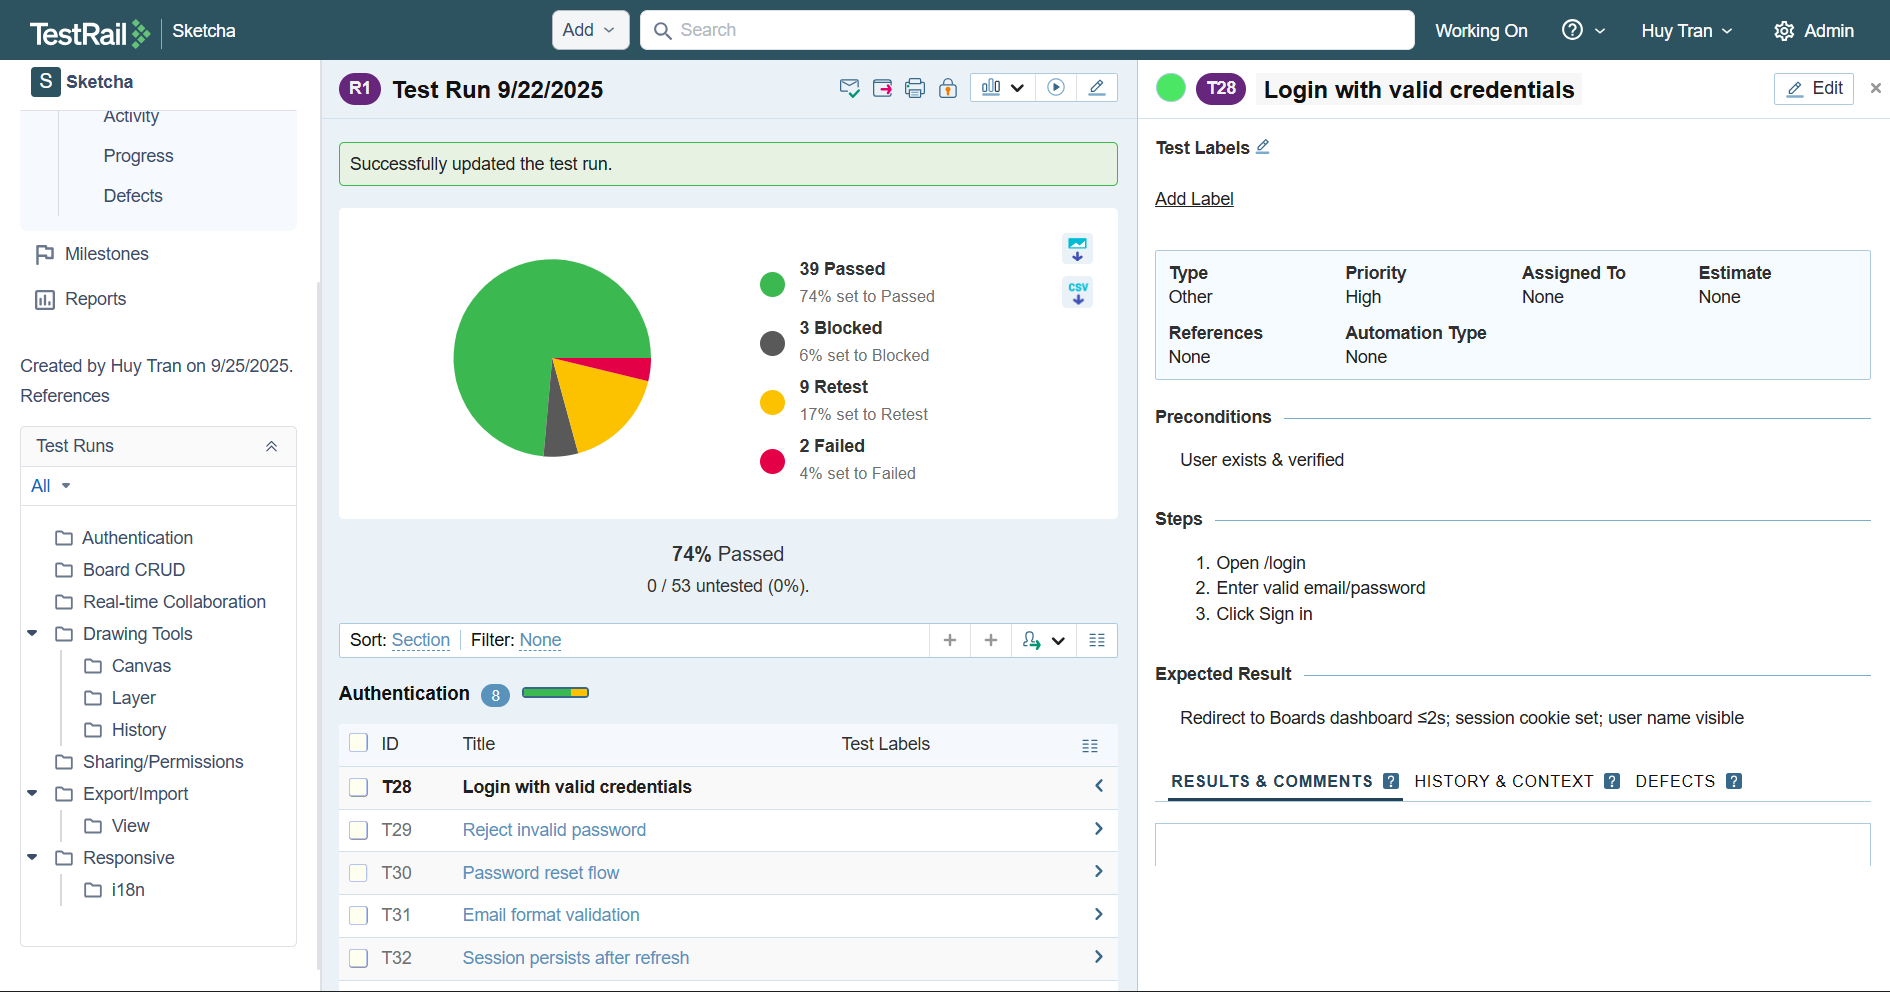 TestRail Sketcha
Add
Search
Working On
Huy Tran
Admin
S Sketcha
Activity
Progress
Defects
Milestones
Reports
Created by Huy Tran on 9/25/2025.
References
Test Runs
All
Authentication
Board CRUD
Real-time Collaboration
Drawing Tools
Canvas
Layer
History
Sharing/Permissions
Export/Import
View
Responsive
i18n
R1 Test Run 9/22/2025
Successfully updated the test run.
39 Passed
74% set to Passed
3 Blocked
6% set to Blocked
9 Retest
17% set to Retest
2 Failed
4% set to Failed
CSV
74% Passed
0 / 53 untested (0%).
Sort: Section Filter: None
Authentication 8
ID Title Test Labels
T28 Login with valid credentials
T29 Reject invalid password
T30 Password reset flow
T31 Email format validation
T32 Session persists after refresh
T28 Login with valid credentials
Edit ×
Test Labels
Add Label
Type Priority Assigned To Estimate
Other High None None
References Automation Type
None None
Preconditions
User exists & verified
Steps
1. Open /login
2. Enter valid email/password
3. Click Sign in
Expected Result
Redirect to Boards dashboard ≤2s; session cookie set; user name visible
RESULTS & COMMENTS ? HISTORY & CONTEXT ? DEFECTS ?